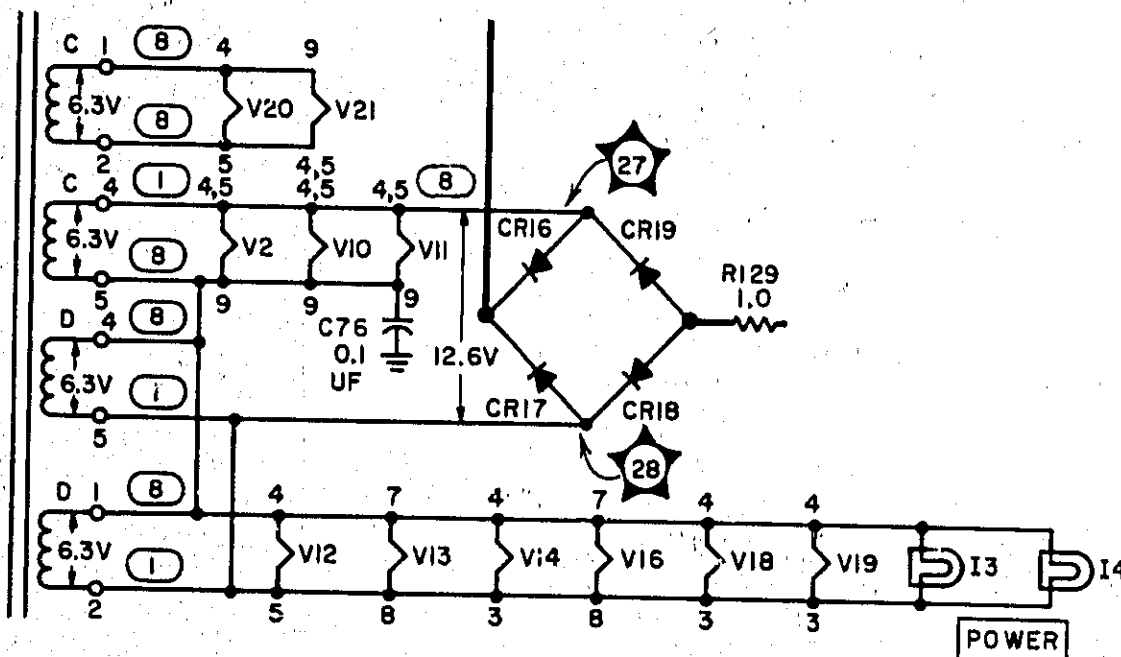 C 1 8 4 9
6.3V V20 V21
8
2 5 4,5
C 4 1 4,5 4,5 4,5 8 27
CR16 CR19
6.3V V2 V10 V11
8 R129
5 9 9 9 1.0
D 4 8 C76
0.1 12.6V
UF
6.3V 1
CR17 CR18
5
28
D 1 8 4 7 4 7 4 4
6.3V V12 V13 V14 V16 V18 V19 I3 I4
1
2 5 8 3 8 3 3
POWER